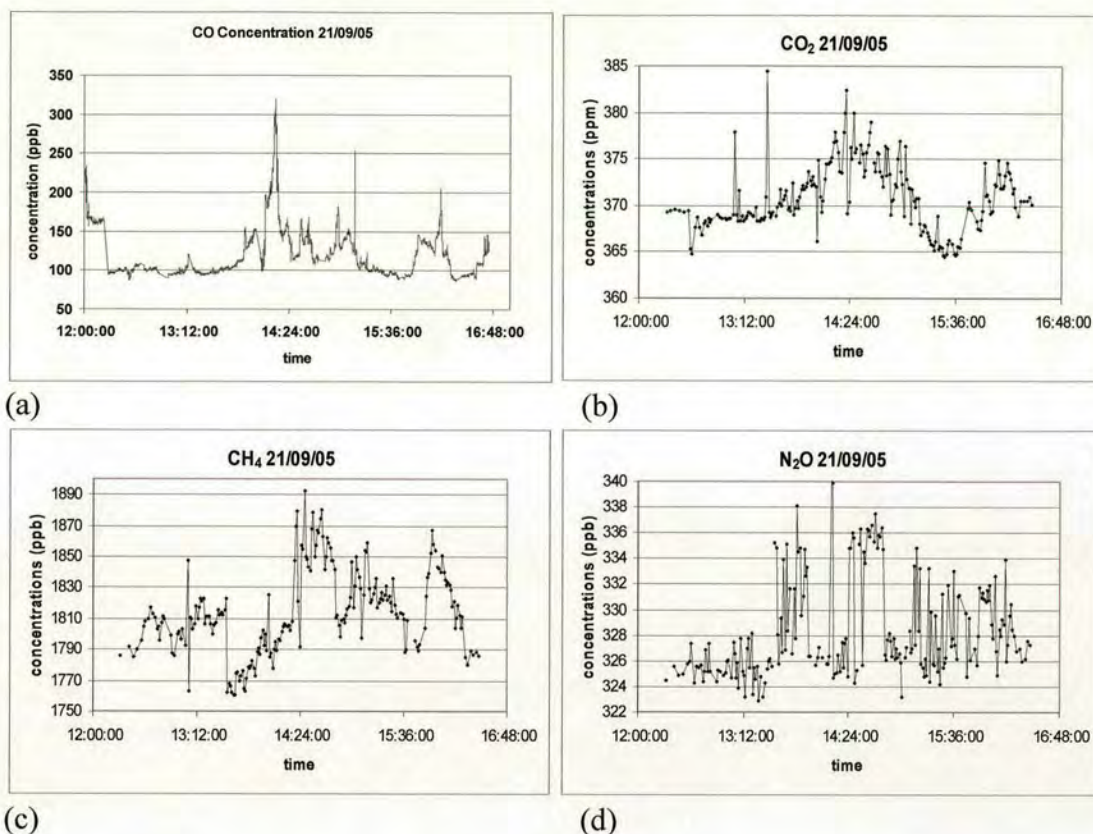 CO Concentration 21/09/05
concentration (ppb)
350
300
250
200
150
100
50
12:00:00 13:12:00 14:24:00 15:36:00 16:48:00
time
(a)
CO₂ 21/09/05
concentrations (ppm)
385
380
375
370
365
360
12:00:00 13:12:00 14:24:00 15:36:00 16:48:00
time
(b)
CH₄ 21/09/05
concentrations (ppb)
1890
1870
1850
1830
1810
1790
1770
1750
12:00:00 13:12:00 14:24:00 15:36:00 16:48:00
time
(c)
N₂O 21/09/05
concentrations (ppb)
340
338
336
334
332
330
328
326
324
322
12:00:00 13:12:00 14:24:00 15:36:00 16:48:00
time
(d)